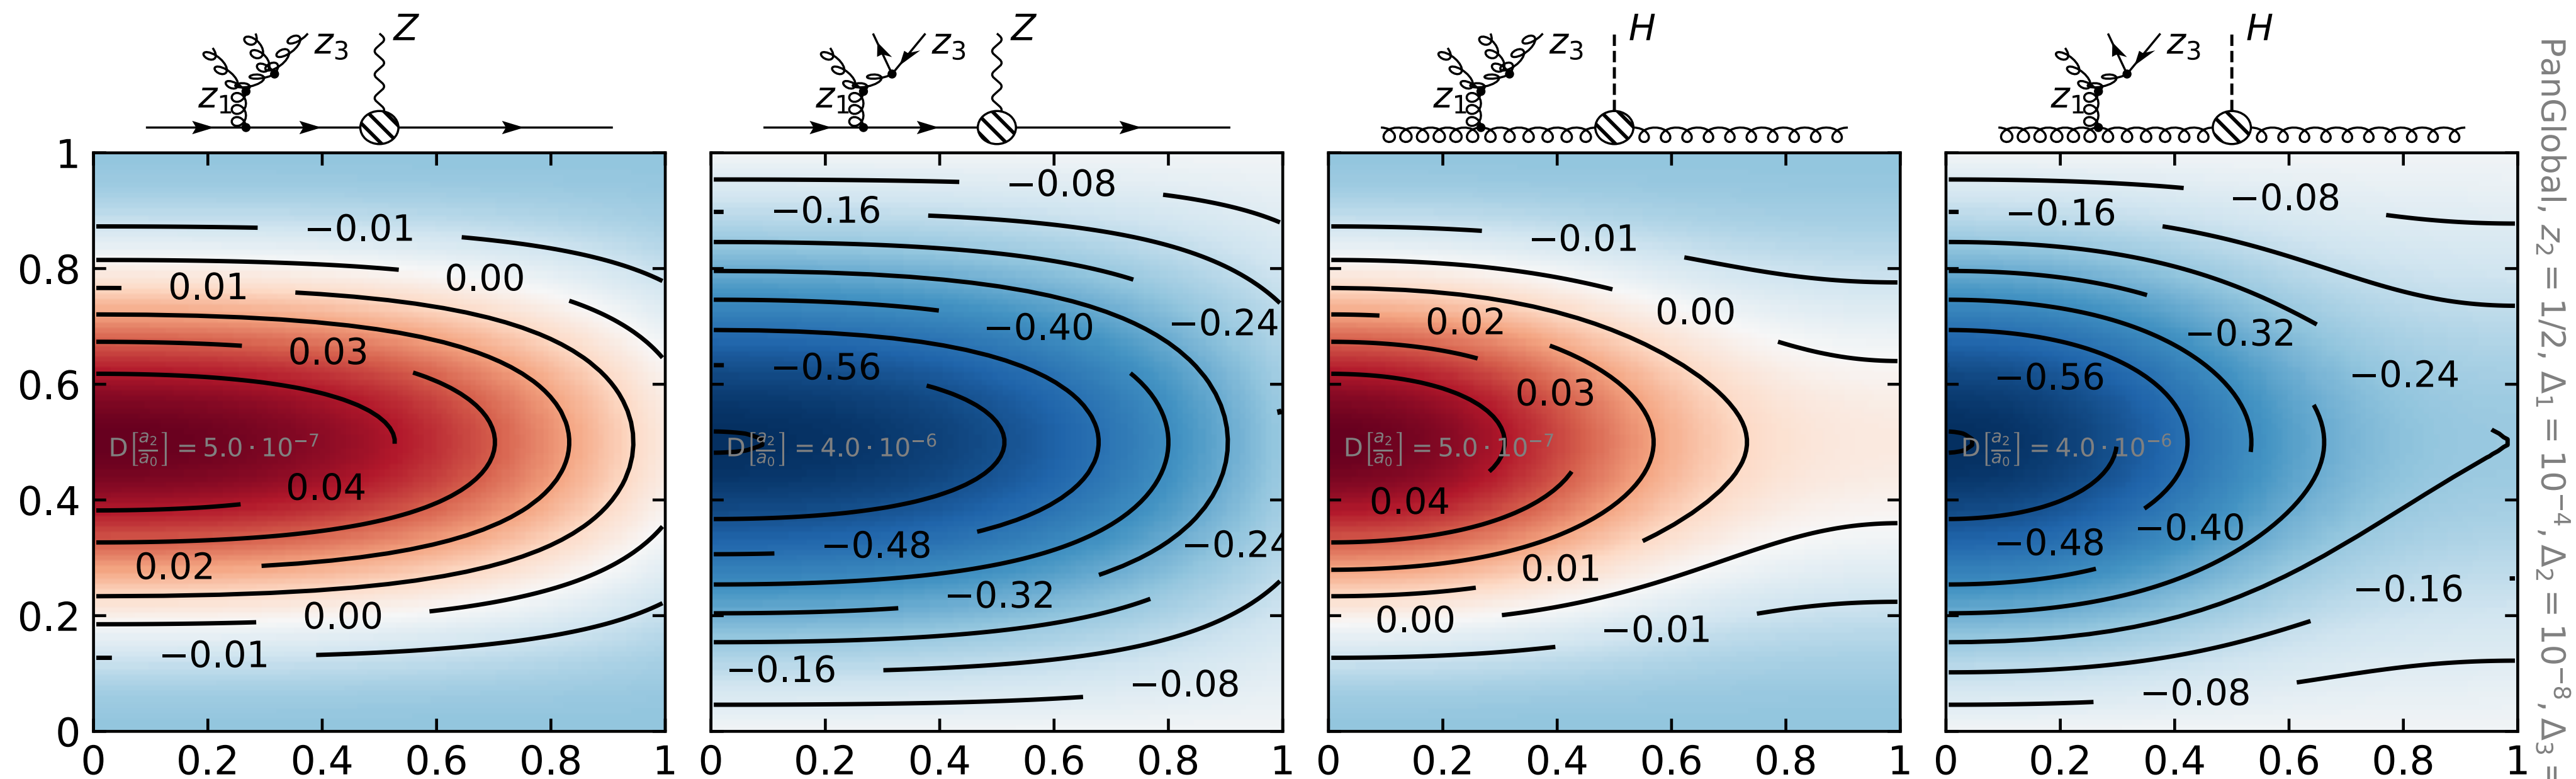 z₃ Z
z₁
z₃ Z
z₁
z₃ H
z₁
z₃ H
z₁
1
0.8
0.6
0.4
0.2
0
−0.01
0.00
0.01
0.03
D[a₂/a₀] = 5.0 · 10⁻⁷
0.04
0.02
0.00
−0.01
0 0.2 0.4 0.6 0.8 1
−0.08
−0.16
−0.24
−0.40
−0.56
D[a₂/a₀] = 4.0 · 10⁻⁶
−0.48
−0.24
−0.32
−0.16
−0.08
0 0.2 0.4 0.6 0.8 1
−0.01
0.00
0.02
0.03
D[a₂/a₀] = 5.0 · 10⁻⁷
0.04
0.01
0.00
−0.01
0 0.2 0.4 0.6 0.8 1
−0.08
−0.16
−0.32
−0.24
−0.56
D[a₂/a₀] = 4.0 · 10⁻⁶
−0.40
−0.48
−0.16
−0.08
0 0.2 0.4 0.6 0.8 1
PanGlobal, z₂ = 1/2, Δ₁ = 10⁻⁴, Δ₂ = 10⁻⁸, Δ₃ =